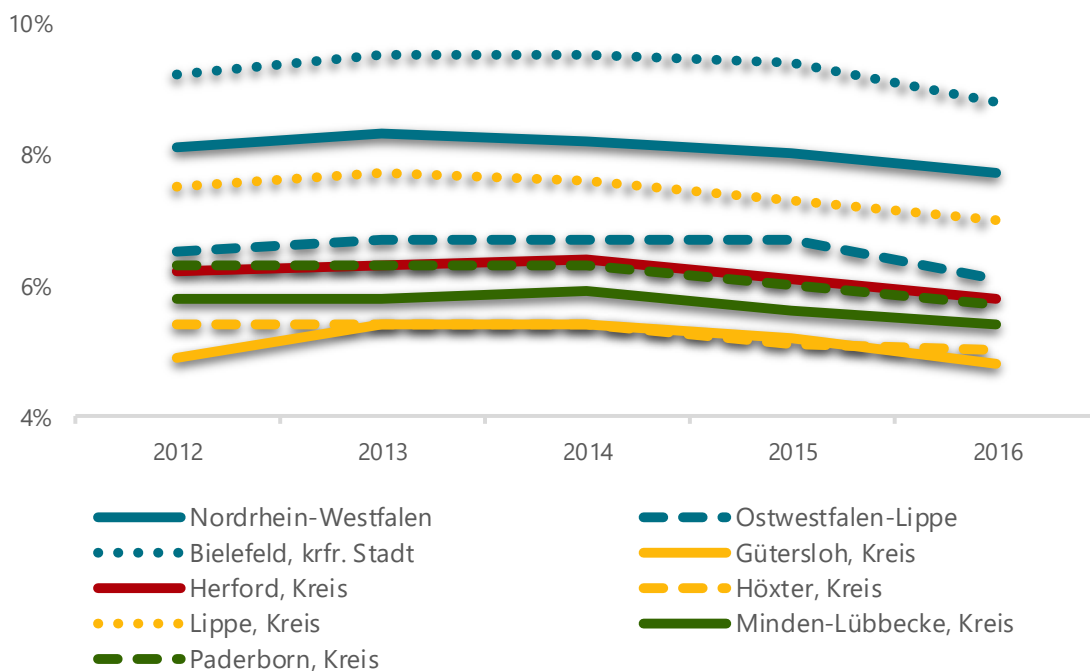 10%
8%
6%
4%
2012 2013 2014 2015 2016
Nordrhein-Westfalen Ostwestfalen-Lippe
Bielefeld, krfr. Stadt Gütersloh, Kreis
Herford, Kreis Höxter, Kreis
Lippe, Kreis Minden-Lübbecke, Kreis
Paderborn, Kreis